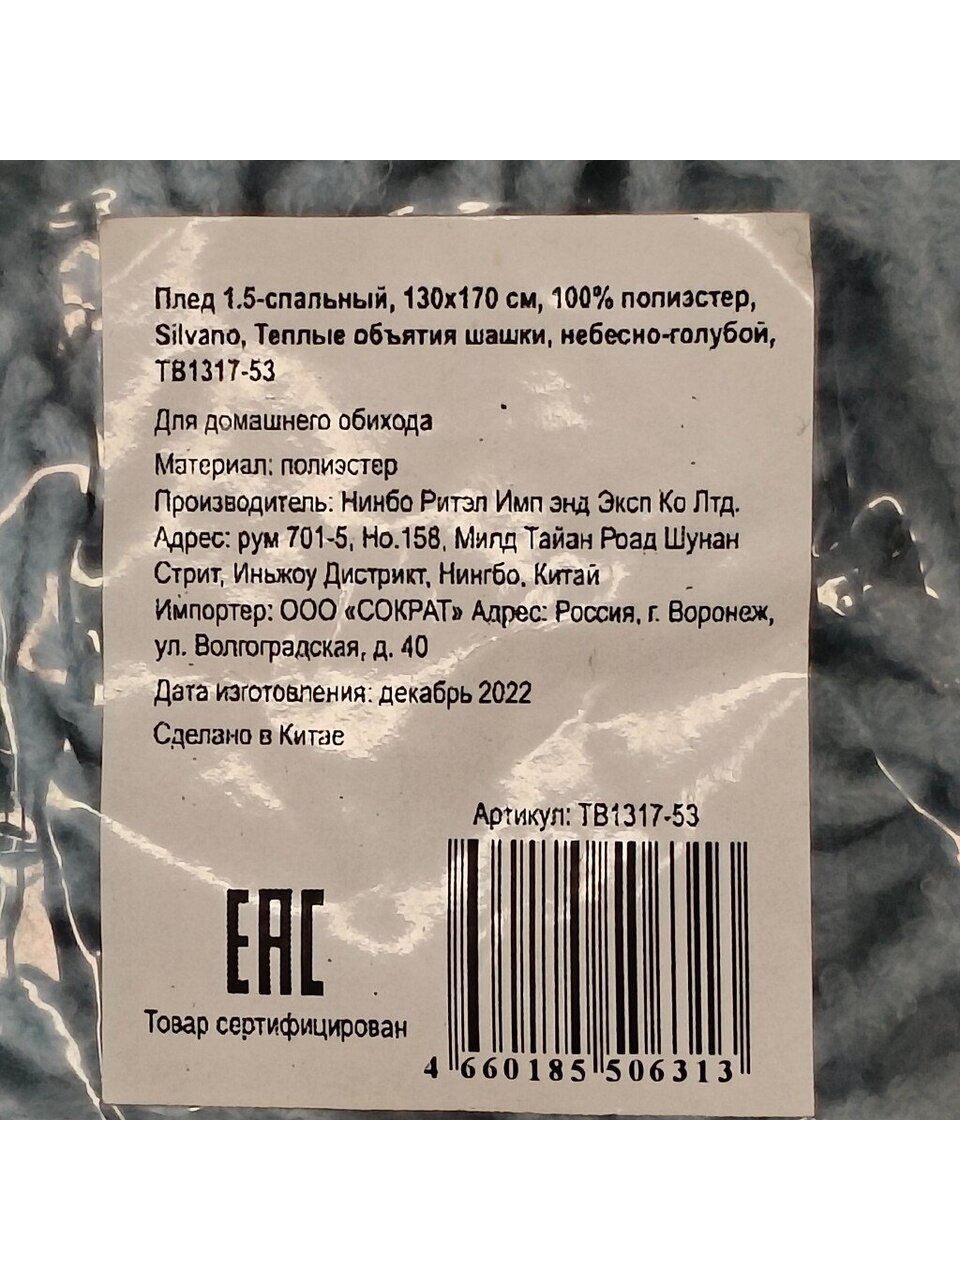 Плед 1.5-спальный, 130х170 см, 100% полиэстер,
Silvano, Теплые объятия шашки, небесно-голубой,
ТВ1317-53
Для домашнего обихода
Материал: полиэстер
Производитель: Нинбо Ритэл Имп энд Эксп Ко Лтд.
Адрес: рум 701-5, Но.158, Милд Тайан Роад Шунан
Стрит, Иньжоу Дистрикт, Нингбо, Китай
Импортер: ООО «СОКРАТ» Адрес: Россия, г. Воронеж,
ул. Волгоградская, д. 40
Дата изготовления: декабрь 2022
Сделано в Китае
Артикул: ТВ1317-53
EAC
Товар сертифицирован
4 660185 506313